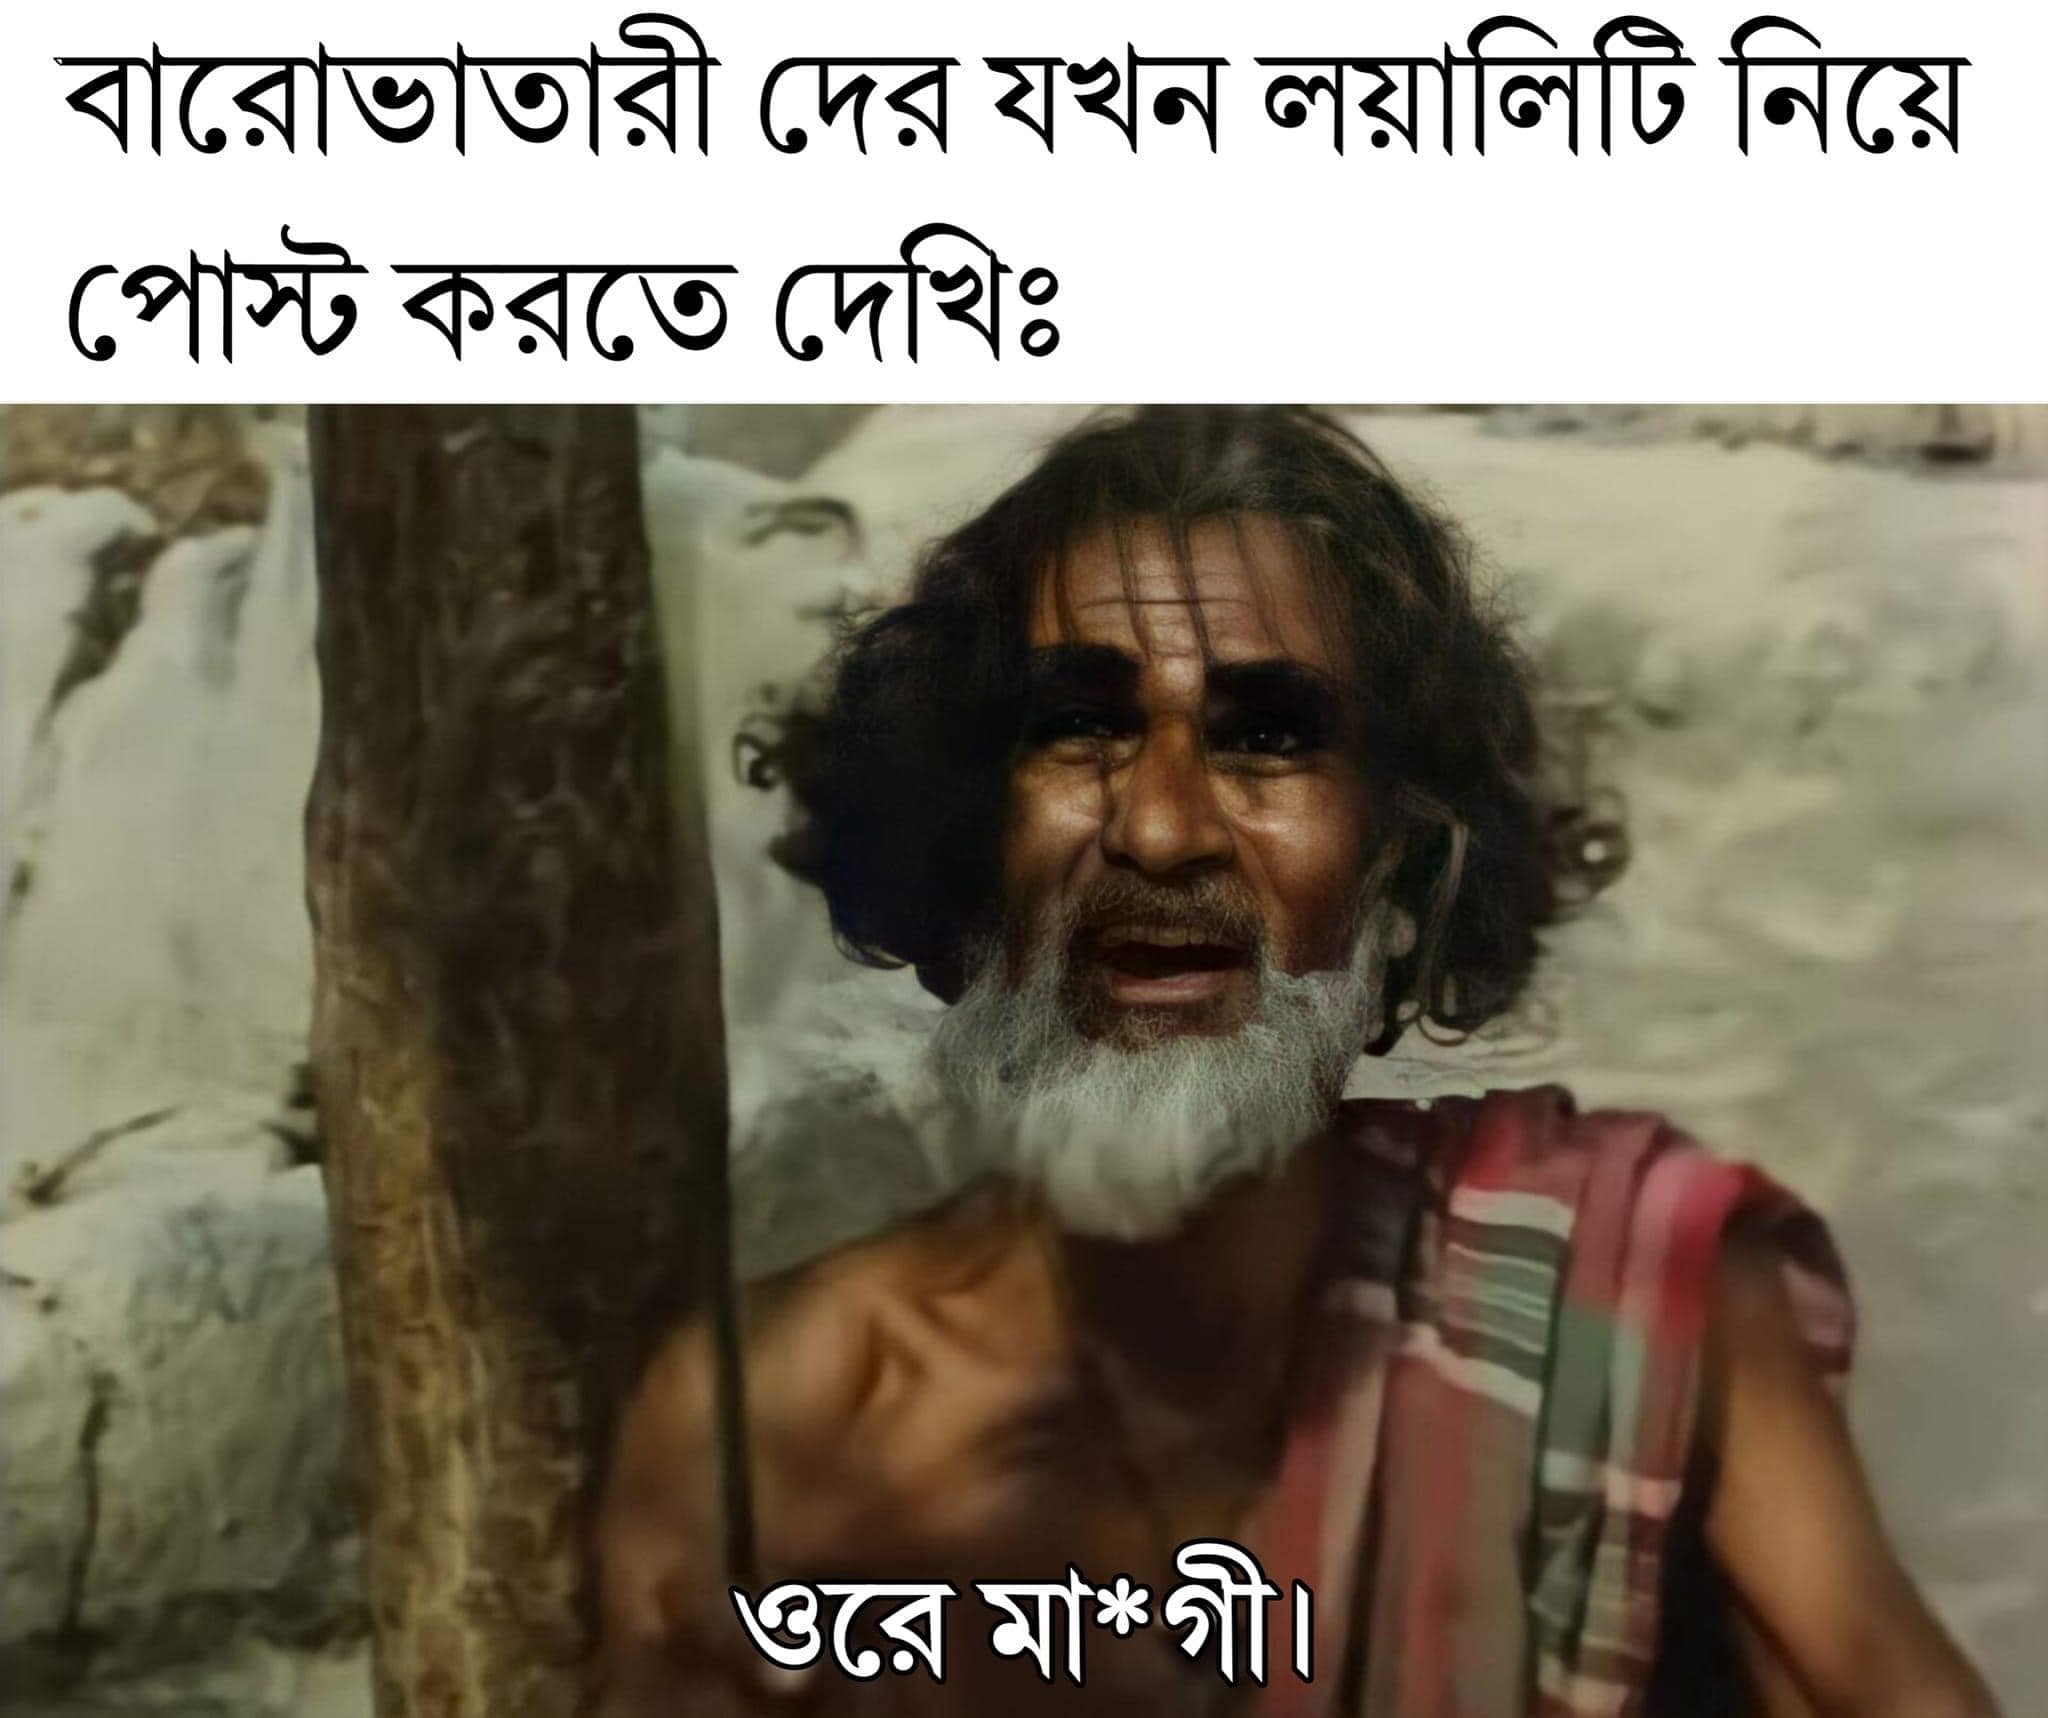 বারোভাতারী দের যখন লয়ালিটি নিয়ে
পোস্ট করতে দেখিঃ
ওরে মা*গী।